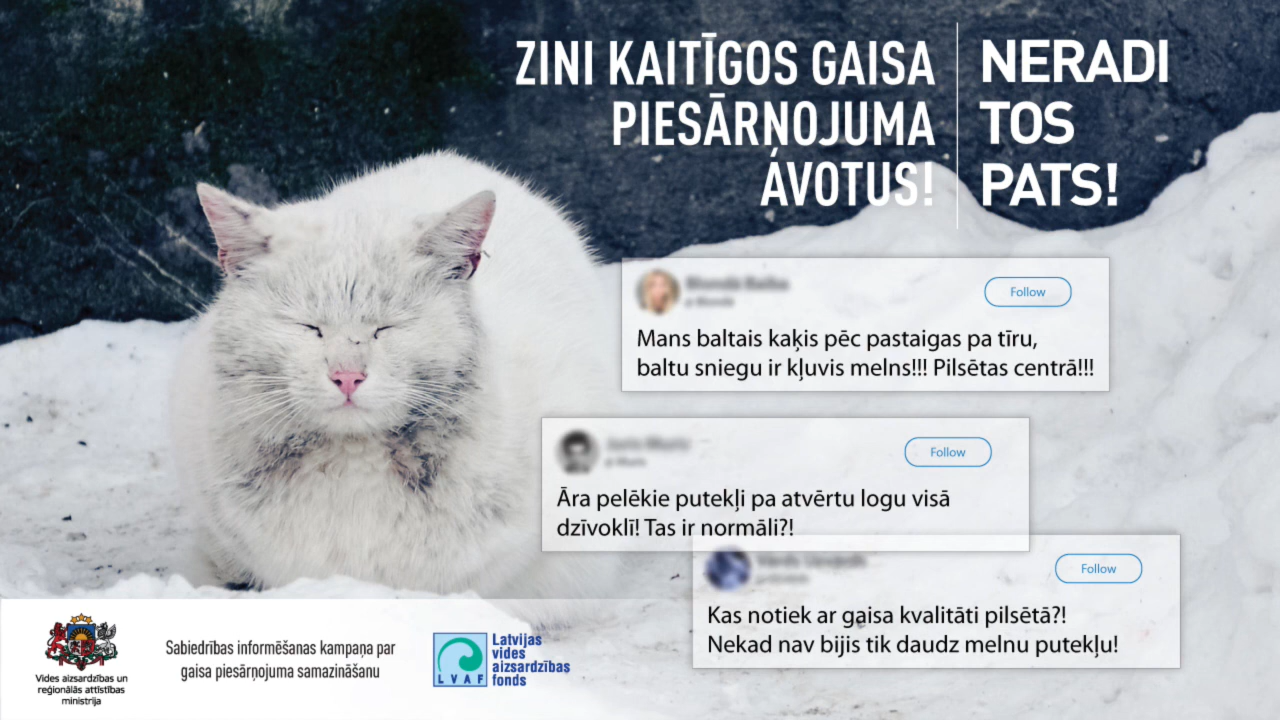 ZINI KAITĪGOS GAISA
PIESĀRŅOJUMA
AVOTUS!
NERADI
TOS
PATS!
Follow
Mans baltais kaķis pēc pastaigas pa tīru,
baltu sniegu ir kļuvis melns!!! Pilsētas centrā!!!
Follow
Āra pelēkie putekļi pa atvērtu logu visā
dzīvoklī! Tas ir normāli?!
Follow
Kas notiek ar gaisa kvalitāti pilsētā?!
Nekad nav bijis tik daudz melnu putekļu!
Vides aizsardzības un
reģionālās attīstības
ministrija
Sabiedrības informēšanas kampaņa par
gaisa piesārņojuma samazināšanu
LVAF
Latvijas
vides
aizsardzības
fonds